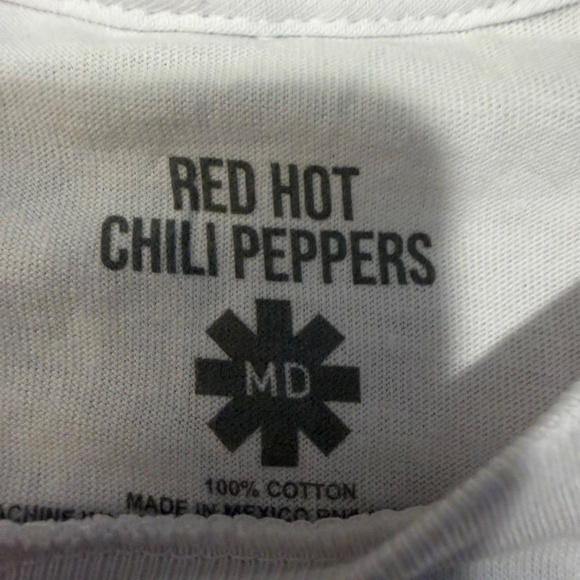 RED HOT
CHILI PEPPERS
MD
100% COTTON
MADE IN MEXICO